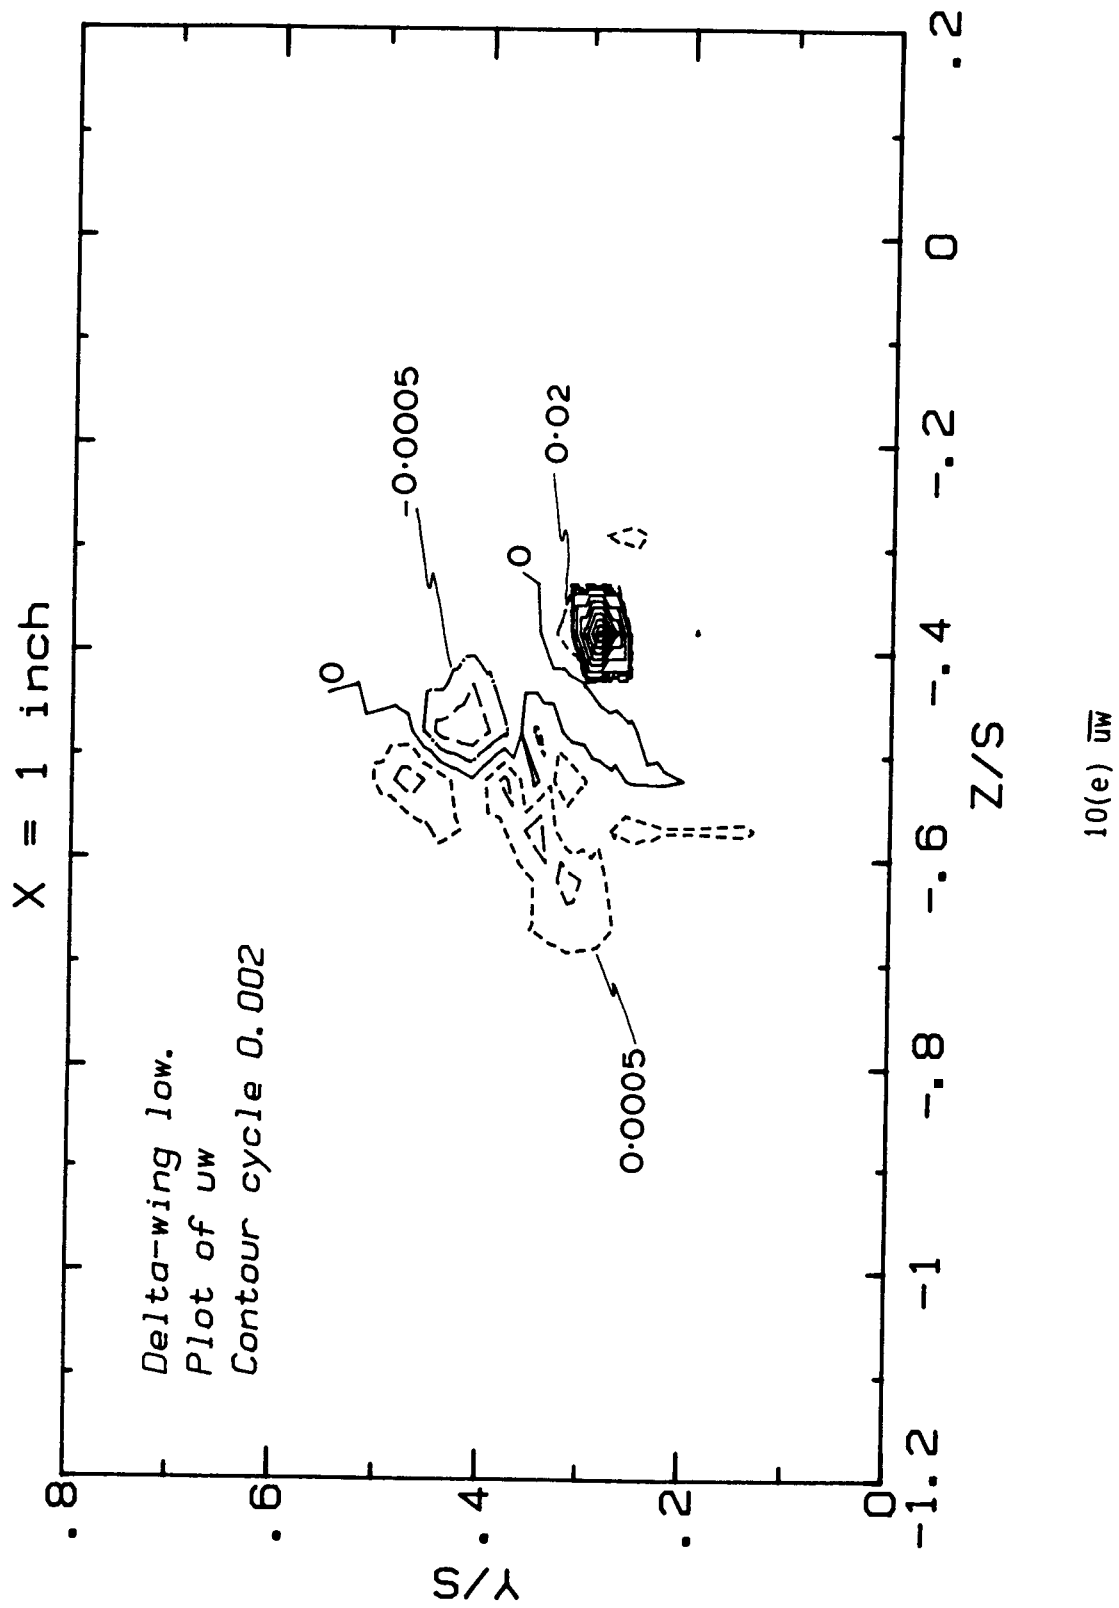 X = 1 inch
Delta-wing low.
Plot of uw
Contour cycle 0.002
-0.0005
0.02
0
0
0.0005
Y/S
.8
.6
.4
.2
0
-1.2
-1
-.8
-.6
-.4
-.2
0
.2
Z/S
10(e) u̅w̅